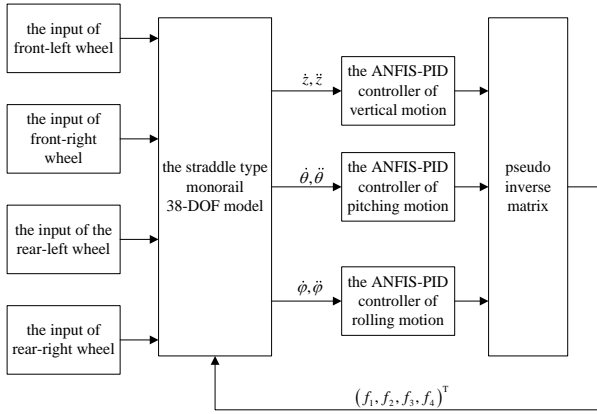 the input of
front-left wheel
the input of
front-right
wheel
the input of the
rear-left wheel
the input of
rear-right wheel
the straddle type
monorail
38-DOF model
ż, z̈
the ANFIS-PID
controller of
vertical motion
θ̇, θ̈
the ANFIS-PID
controller of
pitching motion
φ̇, φ̈
the ANFIS-PID
controller of
rolling motion
pseudo
inverse
matrix
(f₁, f₂, f₃, f₄)ᵀ